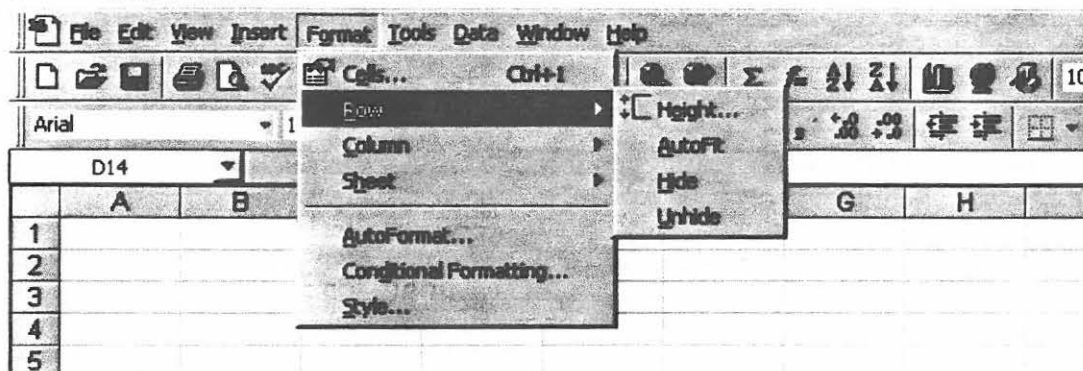 File Edit View Insert Format Tools Data Window Help
Cells... Ctrl+1
Row
Column
Sheet
AutoFormat...
Conditional Formatting...
Style...
Height...
AutoFit
Hide
Unhide
Arial
D14
A B G H
1
2
3
4
5